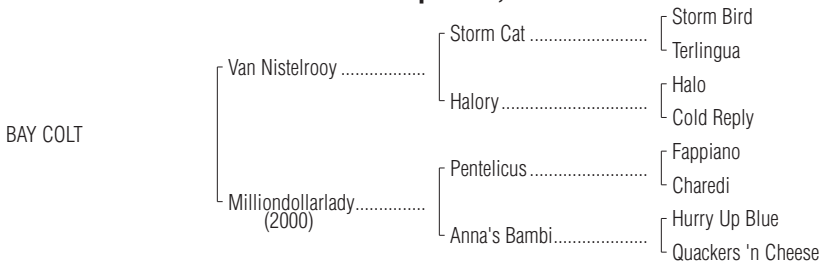 Storm Bird
Storm Cat ..............................
Terlingua
Van Nistelrooy ..................
Halo
Halory.....................................
Cold Reply
BAY COLT
Fappiano
Pentelicus ..............................
Charedi
Milliondollarlady...............
(2000)
Hurry Up Blue
Anna's Bambi........................
Quackers 'n Cheese